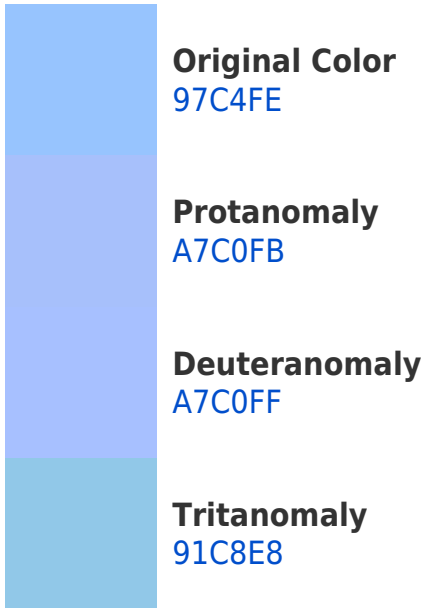 Original Color
97C4FE
Protanomaly
A7C0FB
Deuteranomaly
A7C0FF
Tritanomaly
91C8E8